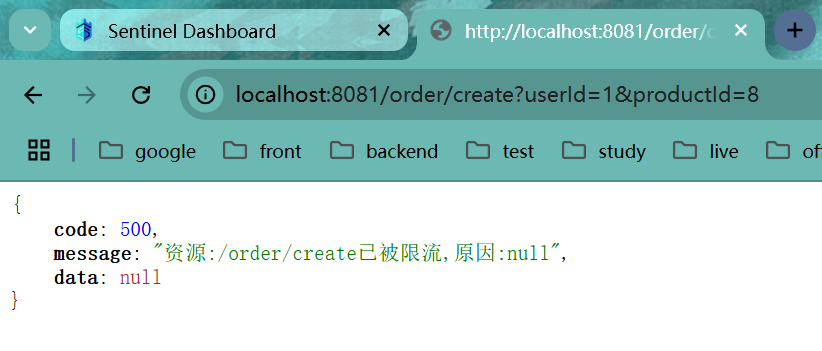 Sentinel Dashboard
http://localhost:8081/order/c
localhost:8081/order/create?userId=1&productId=8
google front backend test study live of
{
code: 500,
message: "资源:/order/create已被限流,原因:null",
data: null
}